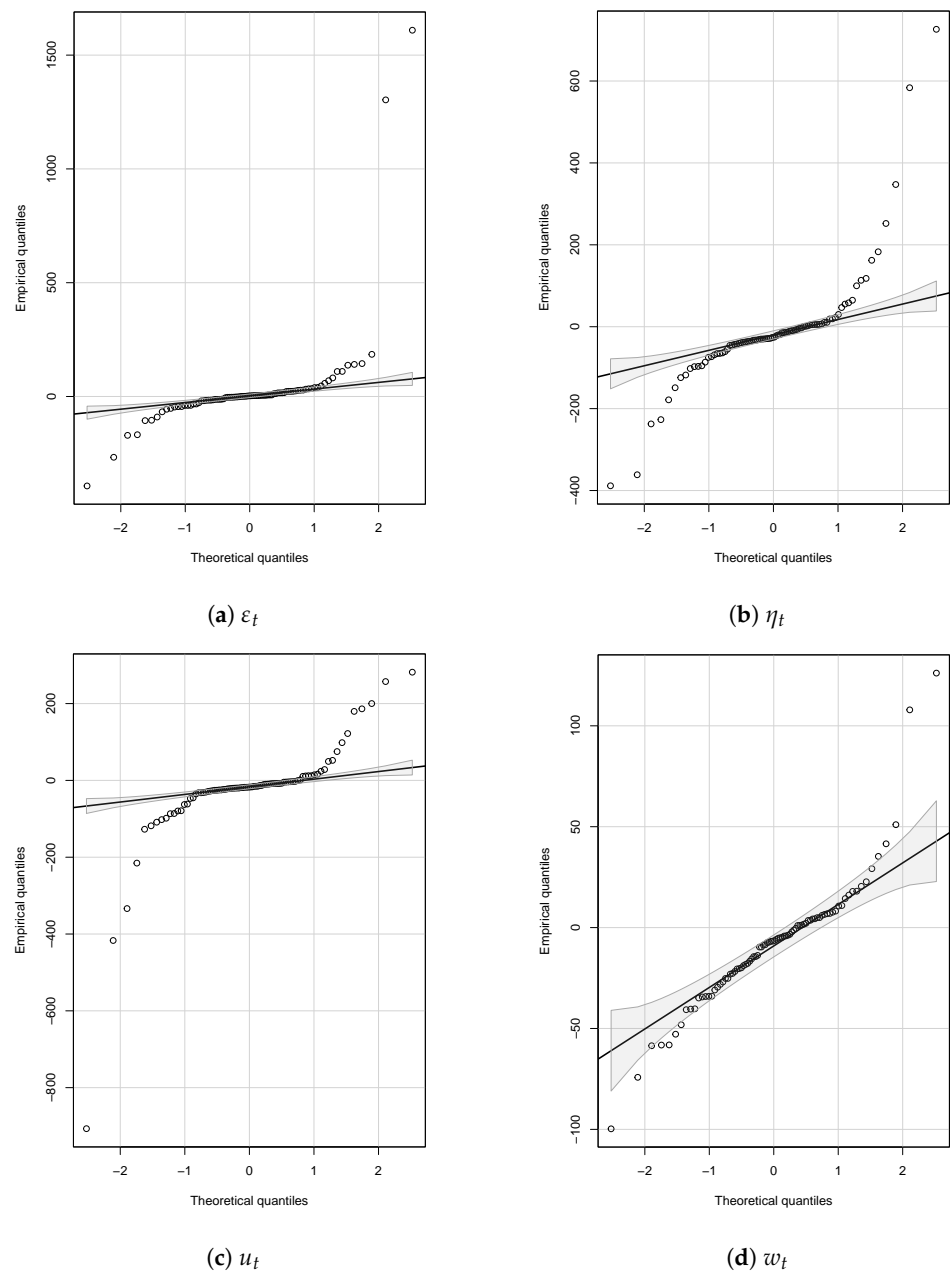 1500
1000
500
0
Empirical quantiles
−2 −1 0 1 2
Theoretical quantiles
(a) εt
600
400
200
0
−200
−400
Empirical quantiles
−2 −1 0 1 2
Theoretical quantiles
(b) ηt
200
0
−200
−400
−600
−800
Empirical quantiles
−2 −1 0 1 2
Theoretical quantiles
(c) ut
100
50
0
−50
−100
Empirical quantiles
−2 −1 0 1 2
Theoretical quantiles
(d) wt